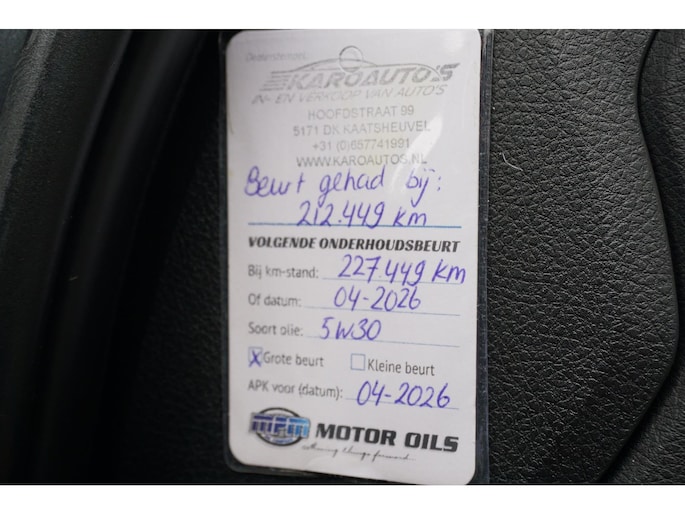 Dealerstempel:
KAROAUTO'S
IN- EN VERKOOP VAN AUTO'S
HOOFDSTRAAT 99
5171 DK KAATSHEUVEL
+31 (0)657741991
WWW.KAROAUTOS.NL
Beurt gehad bij:
212.449 km
VOLGENDE ONDERHOUDSBEURT
Bij km-stand: 227.449 km
Of datum: 04-2026
Soort olie: 5W30
X Grote beurt Kleine beurt
APK voor (datum): 04-2026
MPM MOTOR OILS